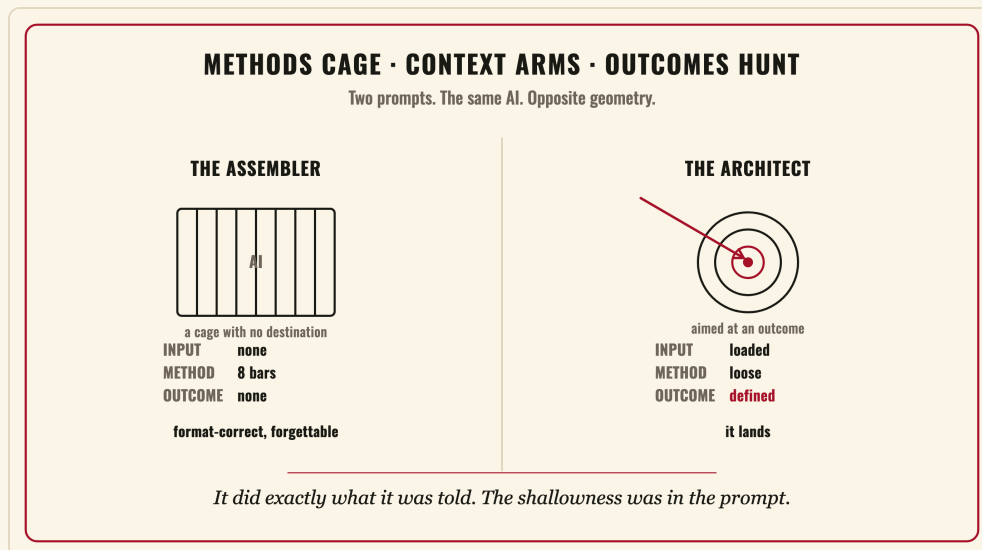 METHODS CAGE · CONTEXT ARMS · OUTCOMES HUNT
Two prompts. The same AI. Opposite geometry.
THE ASSEMBLER
AI
a cage with no destination
INPUT none
METHOD 8 bars
OUTCOME none
format-correct, forgettable
THE ARCHITECT
aimed at an outcome
INPUT loaded
METHOD loose
OUTCOME defined
it lands
It did exactly what it was told. The shallowness was in the prompt.